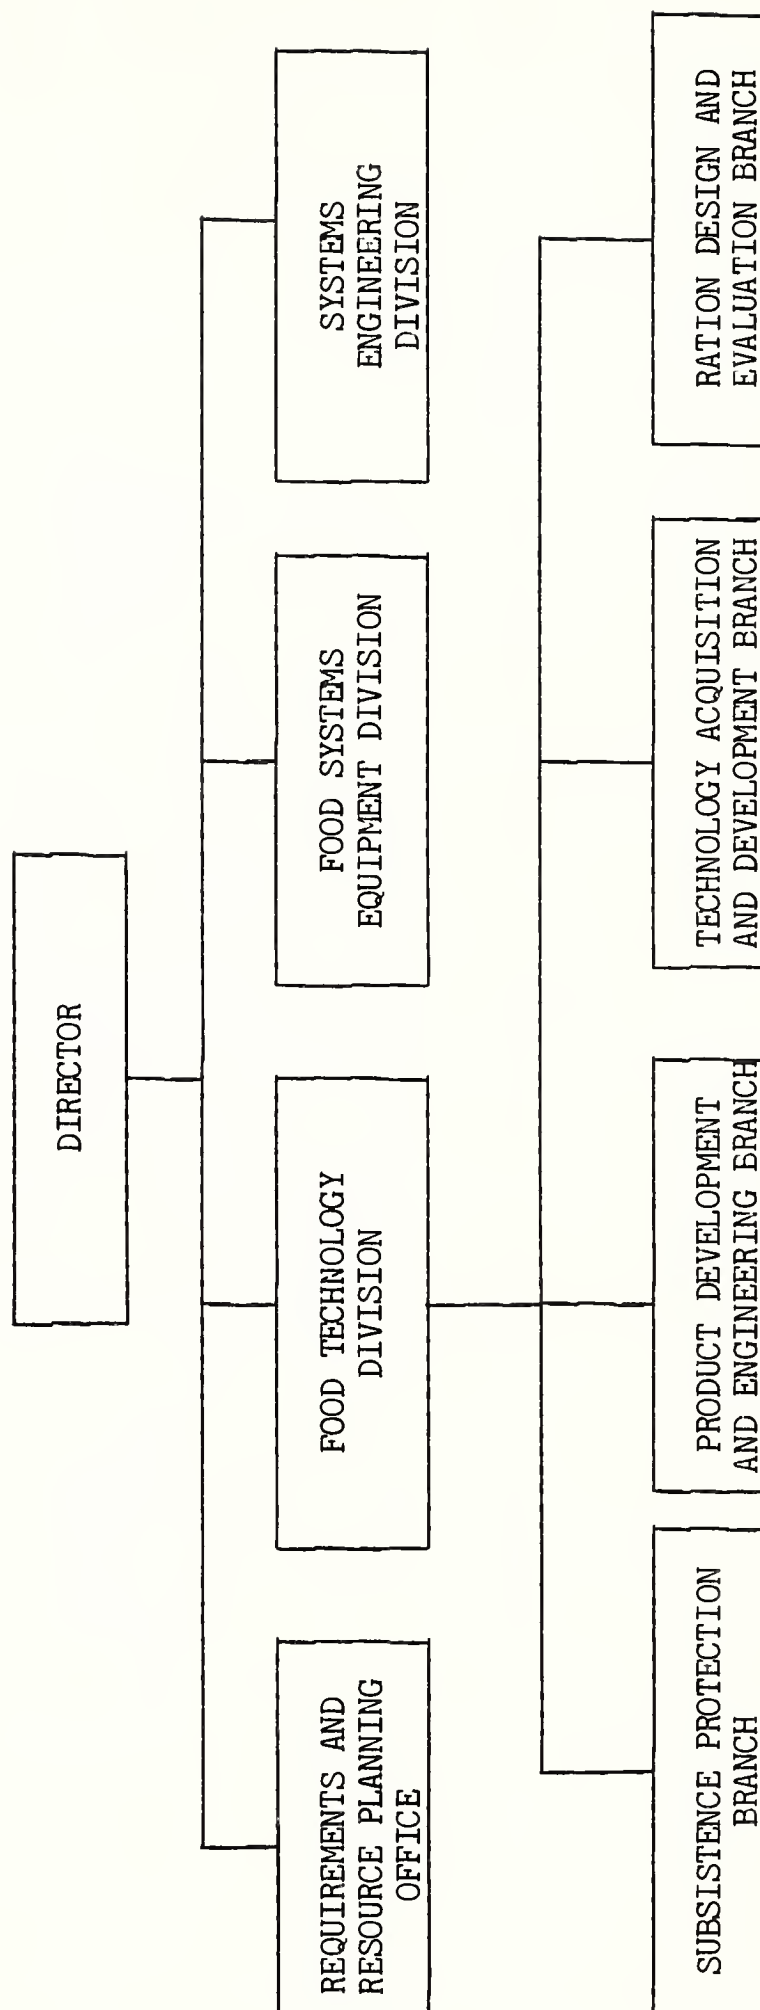 DIRECTOR
REQUIREMENTS AND
RESOURCE PLANNING
OFFICE
FOOD TECHNOLOGY
DIVISION
FOOD SYSTEMS
EQUIPMENT DIVISION
SYSTEMS
ENGINEERING
DIVISION
SUBSISTENCE PROTECTION
BRANCH
PRODUCT DEVELOPMENT
AND ENGINEERING BRANCH
TECHNOLOGY ACQUISITION
AND DEVELOPMENT BRANCH
RATION DESIGN AND
EVALUATION BRANCH